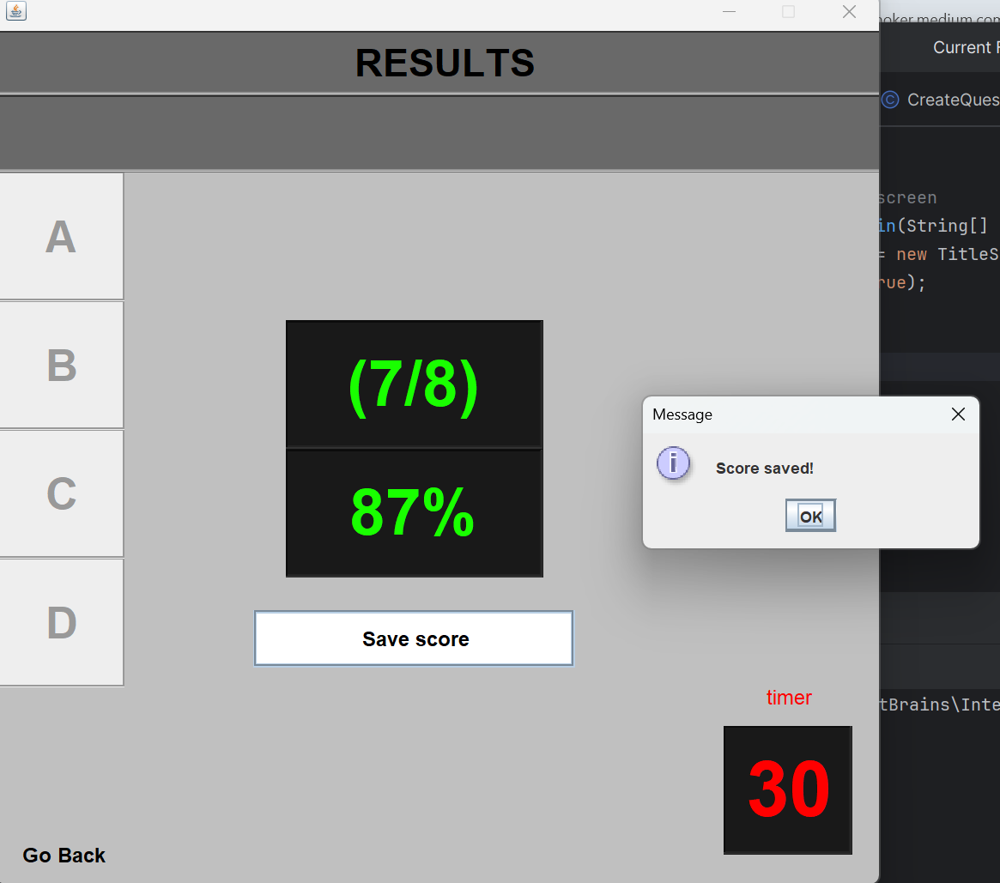 RESULTS
A
B
C
D
(7/8)
87%
Save score
timer
30
Go Back
Message
Score saved!
OK
oker.medium.com
Current F
C CreateQues
screen
in(String[]
= new TitleS
rue);
tBrains\Inte